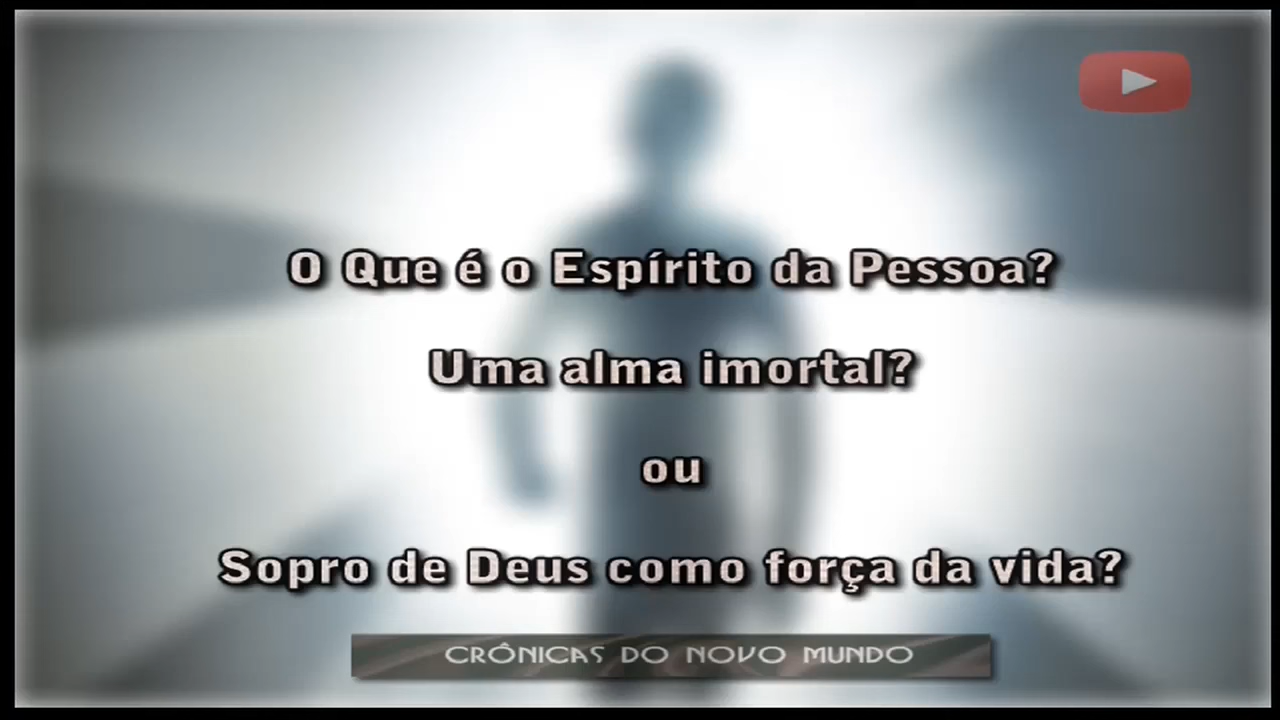 O Que é o Espírito da Pessoa?
Uma alma imortal?
ou
Sopro de Deus como força da vida?
CRÔNICAS DO NOVO MUNDO